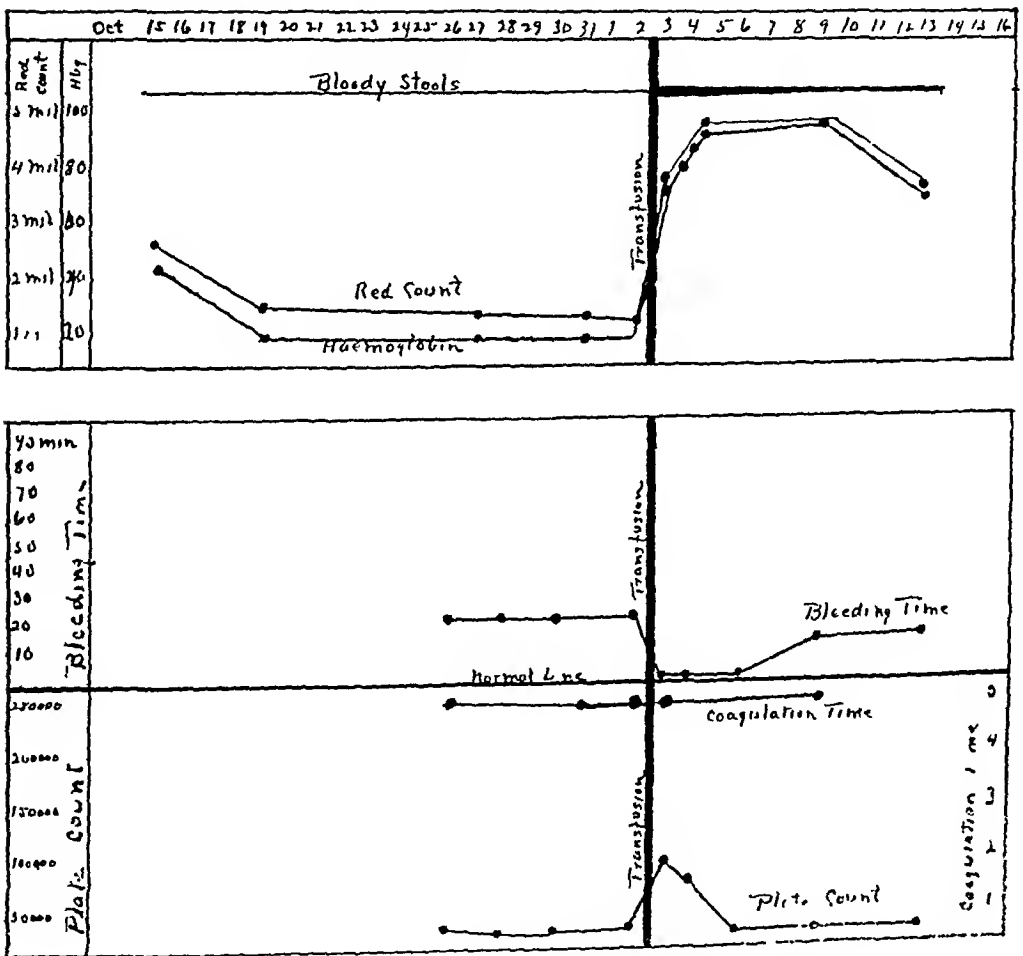 Oct 15 16 17 18 19 20 21 22 23 24 25 26 27 28 29 30 31 1 2 3 4 5 6 7 8 9 10 11 12 13 14 15 16
Red Count
Hbg
Bloody Stools
5 mil 100
4 mil 80
3 mil 60
2 mil 40
20
Transfusion
Red Count
Haemoglobin
90 min
80
70
60
50
40
30
20
10
Bleeding Time
Transfusion
Bleeding Time
Normal Line
250000
200000
150000
100000
50000
Plate Count
Coagulation Time
Transfusion
Plate Count
5
4
3
2
1
Coagulation